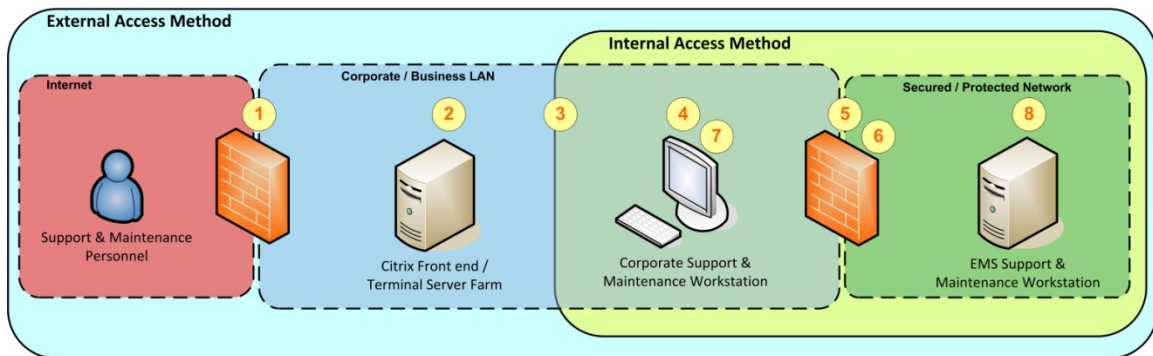 External Access Method
Internal Access Method
Internet
Corporate / Business LAN
Secured / Protected Network
1
2
3
4
7
5
6
8
Support & Maintenance
Personnel
Citrix Front end /
Terminal Server Farm
Corporate Support &
Maintenance Workstation
EMS Support &
Maintenance Workstation